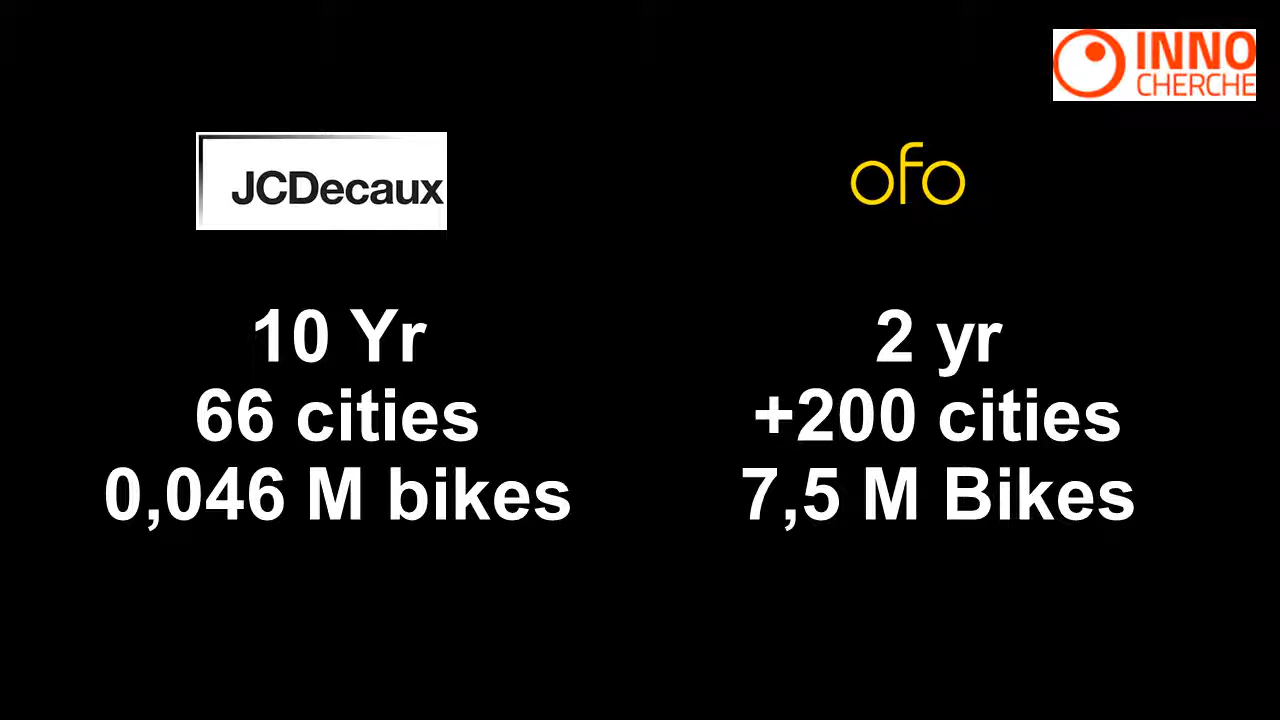 INNO
CHERCHE
JCDecaux
ofo
10 Yr
66 cities
0,046 M bikes
2 yr
+200 cities
7,5 M Bikes